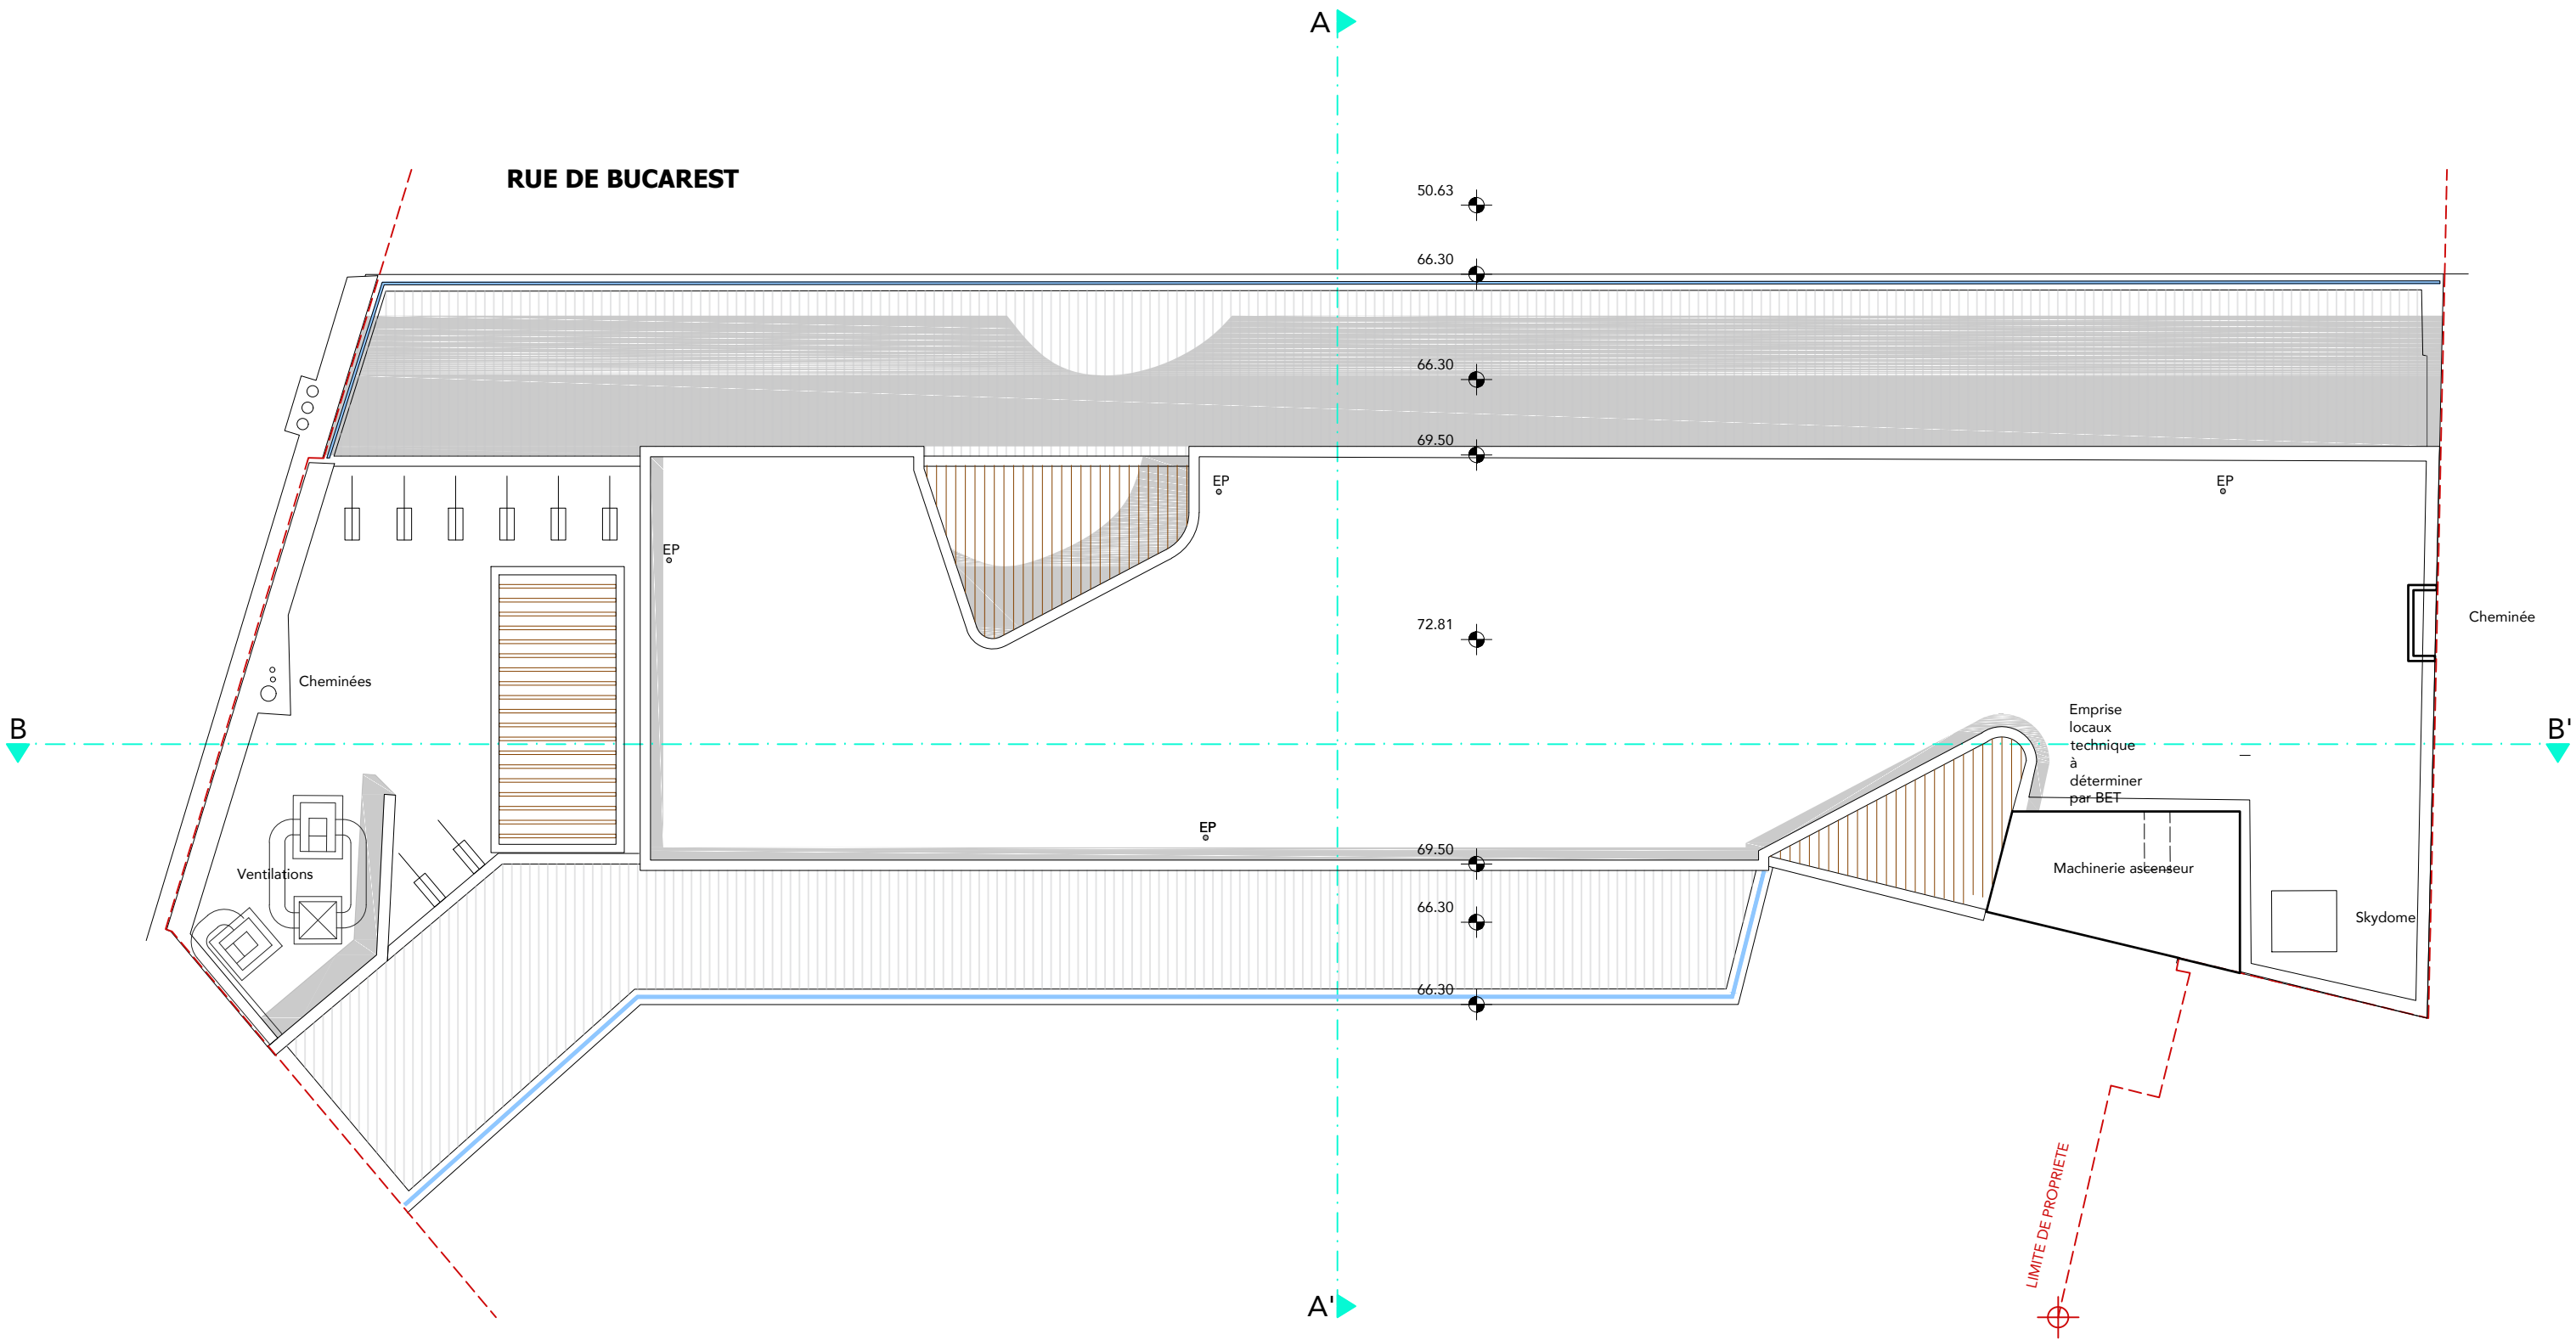 A
RUE DE BUCAREST
50.63
66.30
66.30
69.50
EP
EP
EP
72.81
Cheminée
Cheminées
B
B'
Emprise
locaux
technique
à
déterminer
par BET
EP
69.50
Machinerie ascenseur
Ventilations
66.30
Skydome
66.30
LIMITE DE PROPRIETE
A'